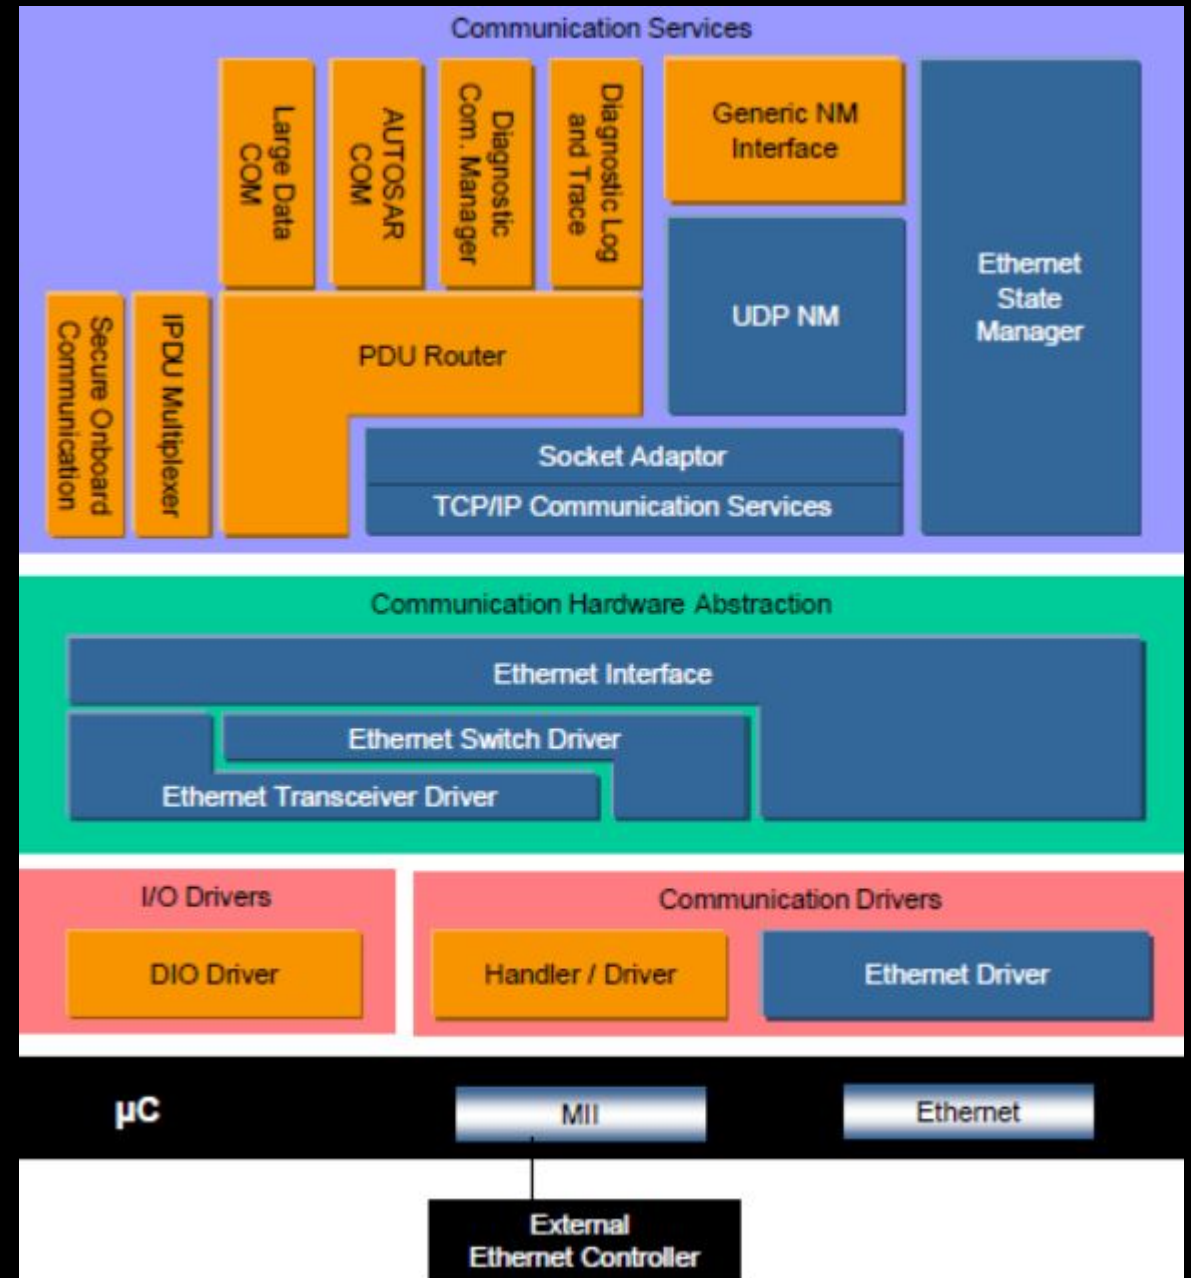 Communication Services
Large Data
COM
AUTOSAR
COM
Diagnostic
Com. Manager
Diagnostic Log
and Trace
Generic NM
Interface
Ethernet
State
Manager
UDP NM
Secure Onboard
Communication
IPDU Multiplexer
PDU Router
Socket Adaptor
TCP/IP Communication Services
Communication Hardware Abstraction
Ethernet Interface
Ethernet Switch Driver
Ethernet Transceiver Driver
I/O Drivers
Communication Drivers
DIO Driver
Handler / Driver
Ethernet Driver
µC
MII
Ethernet
External
Ethernet Controller